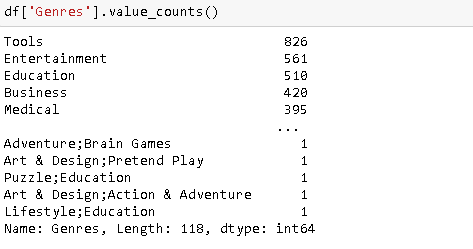 df['Genres'].value_counts()
Tools 826
Entertainment 561
Education 510
Business 420
Medical 395
...
Adventure;Brain Games 1
Art & Design;Pretend Play 1
Puzzle;Education 1
Art & Design;Action & Adventure 1
Lifestyle;Education 1
Name: Genres, Length: 118, dtype: int64